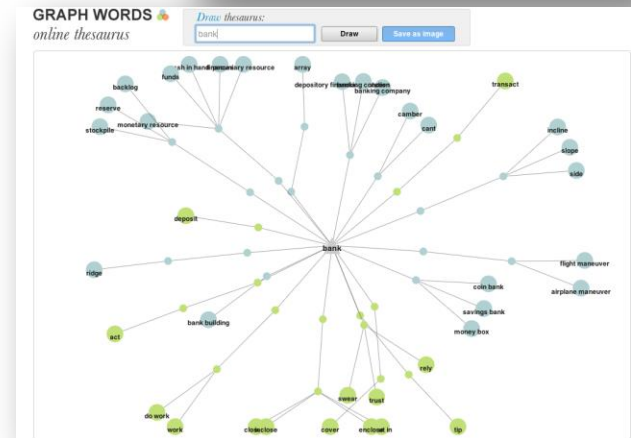 GRAPH WORDS
online thesaurus
Draw thesaurus:
bank
Draw
Save as image
funds
array
transact
backlog
reserve
monetary resource
stockpile
banking company
camber
cant
incline
slope
side
deposit
bank
ridge
flight maneuver
airplane maneuver
coin bank
savings bank
money box
bank building
act
rely
swear
trust
do work
work
close
cover
enclose
tip